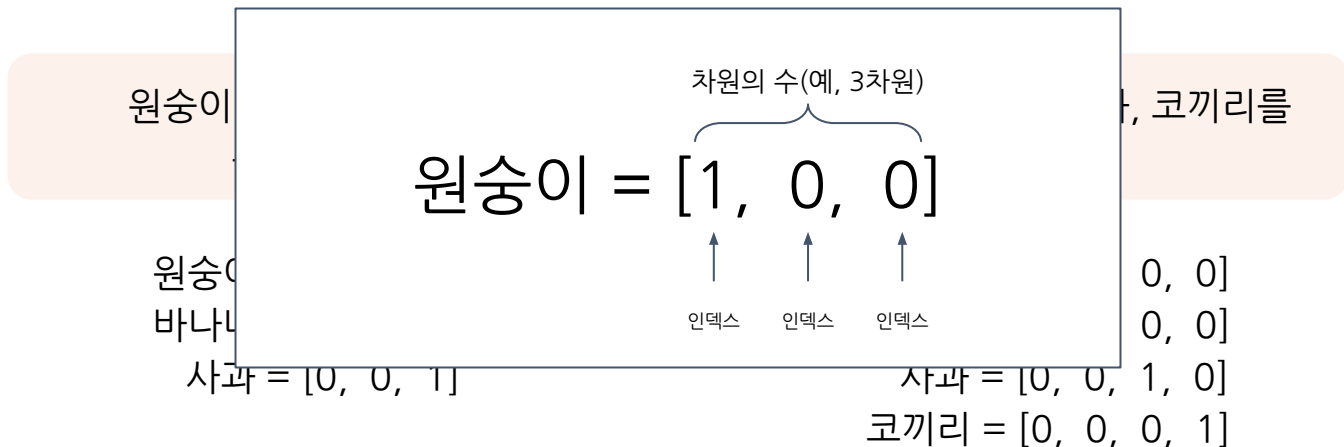 차원의 수(예, 3차원)
원숭이 = [1, 0, 0]
인덱스 인덱스 인덱스
원숭이
, 코끼리를
0, 0]
0, 0]
사과 = [0, 0, 1]
사과 = [0, 0, 1, 0]
코끼리 = [0, 0, 0, 1]